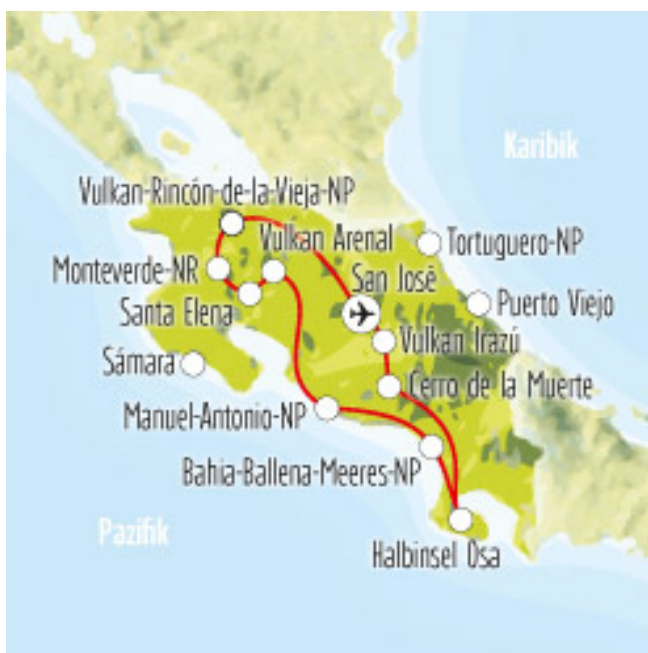 Karibik
Vulkan-Rincón-de-la-Vieja-NP
Vulkan Arenal
Tortuguero-NP
Monteverde-NR
San José
Santa Elena
Puerto Viejo
Vulkan Irazú
Sámara
Cerro de la Muerte
Manuel-Antonio-NP
Bahia-Ballena-Meeres-NP
Pazifik
Halbinsel Osa